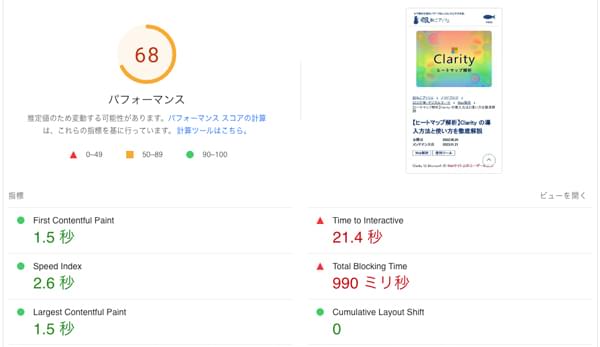 68
パフォーマンス
推定値のため変動する可能性があります。パフォーマンス スコアの計算
は、これらの指標を基に行っています。計算ツールはこちら。
0–49
50–89
90–100
Clarity
ヒートマップ解析
【ヒートマップ解析】Clarity の導
入方法と使い方を徹底解説
指標
ビューを開く
First Contentful Paint
1.5 秒
Time to Interactive
21.4 秒
Speed Index
2.6 秒
Total Blocking Time
990 ミリ秒
Largest Contentful Paint
1.5 秒
Cumulative Layout Shift
0